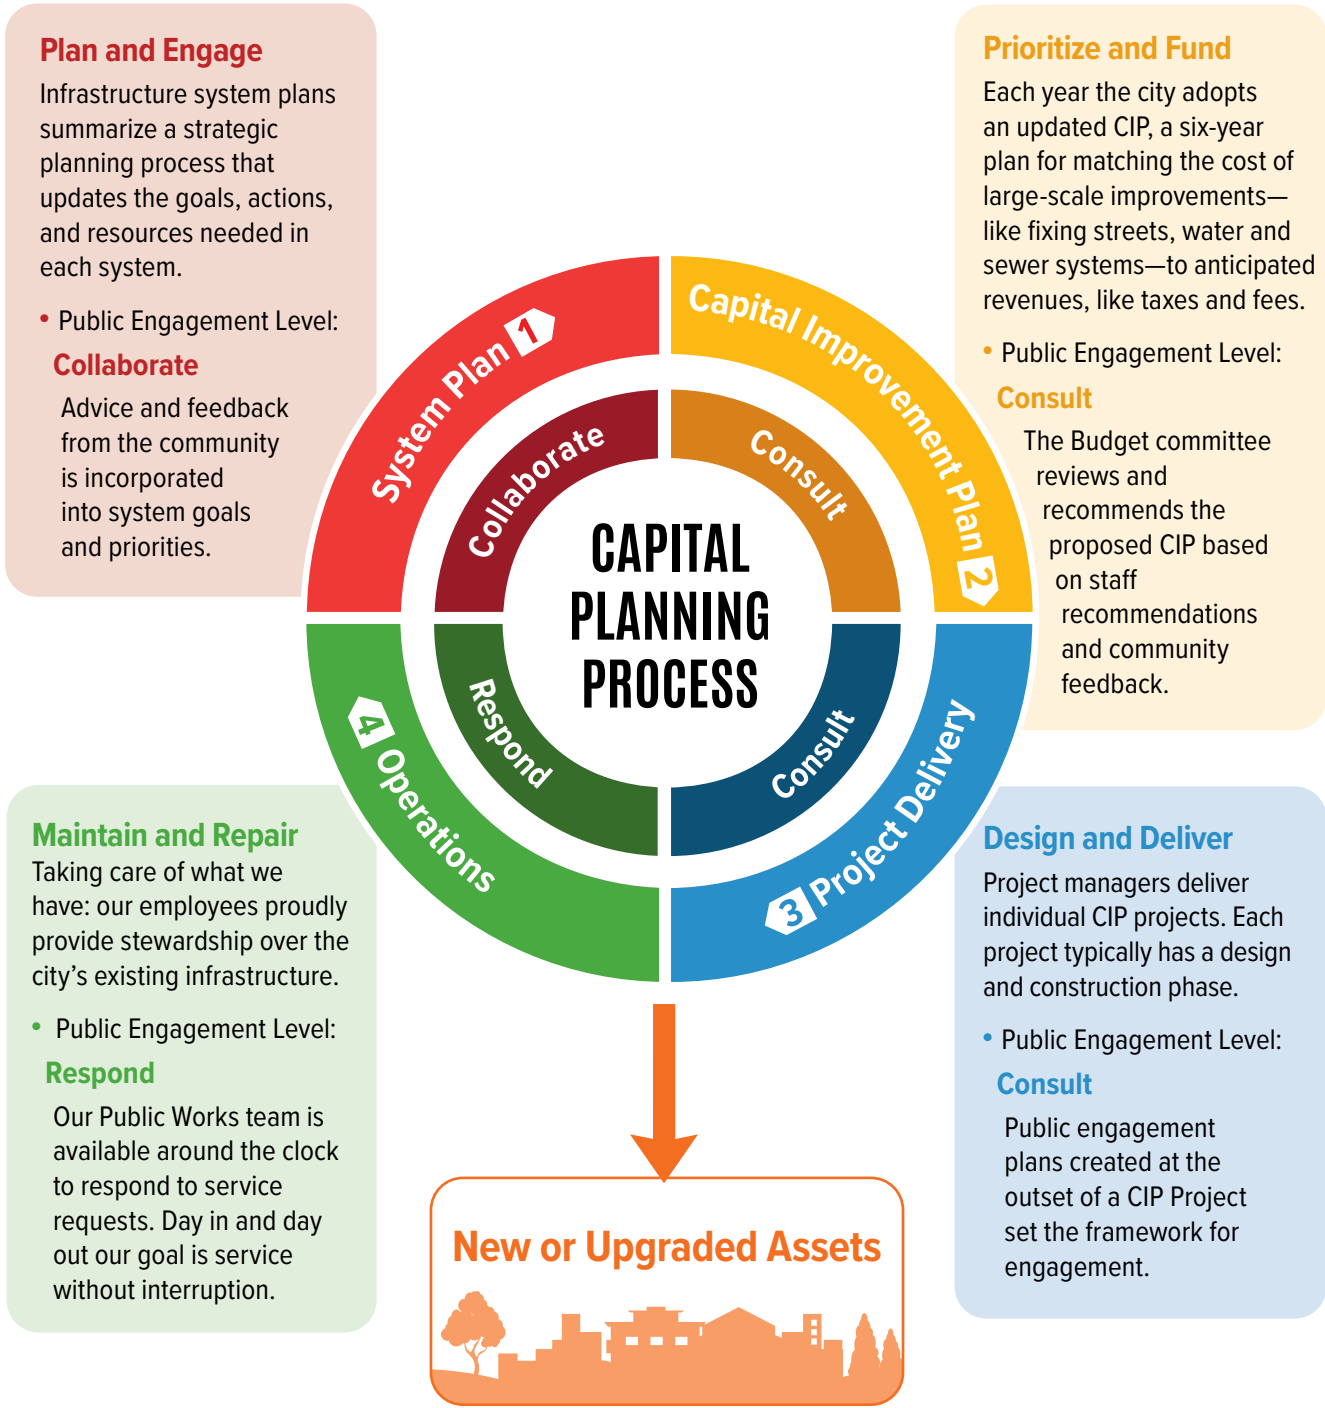 Plan and Engage
Infrastructure system plans
summarize a strategic
planning process that
updates the goals, actions,
and resources needed in
each system.
• Public Engagement Level:
Collaborate
Advice and feedback
from the community
is incorporated
into system goals
and priorities.
Prioritize and Fund
Each year the city adopts
an updated CIP, a six-year
plan for matching the cost of
large-scale improvements—
like fixing streets, water and
sewer systems—to anticipated
revenues, like taxes and fees.
• Public Engagement Level:
Consult
The Budget committee
reviews and
recommends the
proposed CIP based
on staff
recommendations
and community
feedback.
System Plan 1
Capital Improvement Plan 2
Collaborate
Consult
CAPITAL
PLANNING
PROCESS
Respond
Consult
4 Operations
3 Project Delivery
Maintain and Repair
Taking care of what we
have: our employees proudly
provide stewardship over the
city’s existing infrastructure.
• Public Engagement Level:
Respond
Our Public Works team is
available around the clock
to respond to service
requests. Day in and day
out our goal is service
without interruption.
Design and Deliver
Project managers deliver
individual CIP projects. Each
project typically has a design
and construction phase.
• Public Engagement Level:
Consult
Public engagement
plans created at the
outset of a CIP Project
set the framework for
engagement.
New or Upgraded Assets